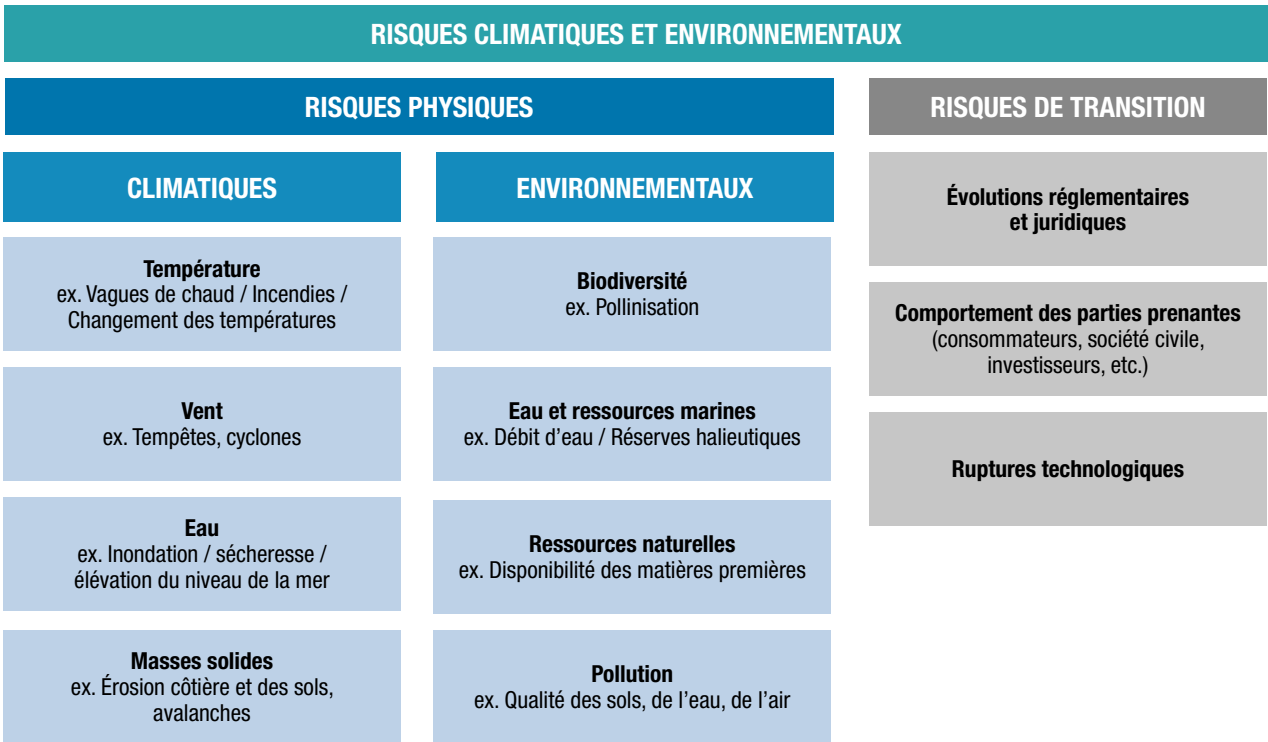 RISQUES CLIMATIQUES ET ENVIRONNEMENTAUX
RISQUES PHYSIQUES
CLIMATIQUES
Température
ex. Vagues de chaud / Incendies /
Changement des températures
Vent
ex. Tempêtes, cyclones
Eau
ex. Inondation / sécheresse /
élévation du niveau de la mer
Masses solides
ex. Érosion côtière et des sols,
avalanches
ENVIRONNEMENTAUX
Biodiversité
ex. Pollinisation
Eau et ressources marines
ex. Débit d'eau / Réserves halieutiques
Ressources naturelles
ex. Disponibilité des matières premières
Pollution
ex. Qualité des sols, de l'eau, de l'air
RISQUES DE TRANSITION
Évolutions réglementaires
et juridiques
Comportement des parties prenantes
(consommateurs, société civile,
investisseurs, etc.)
Ruptures technologiques